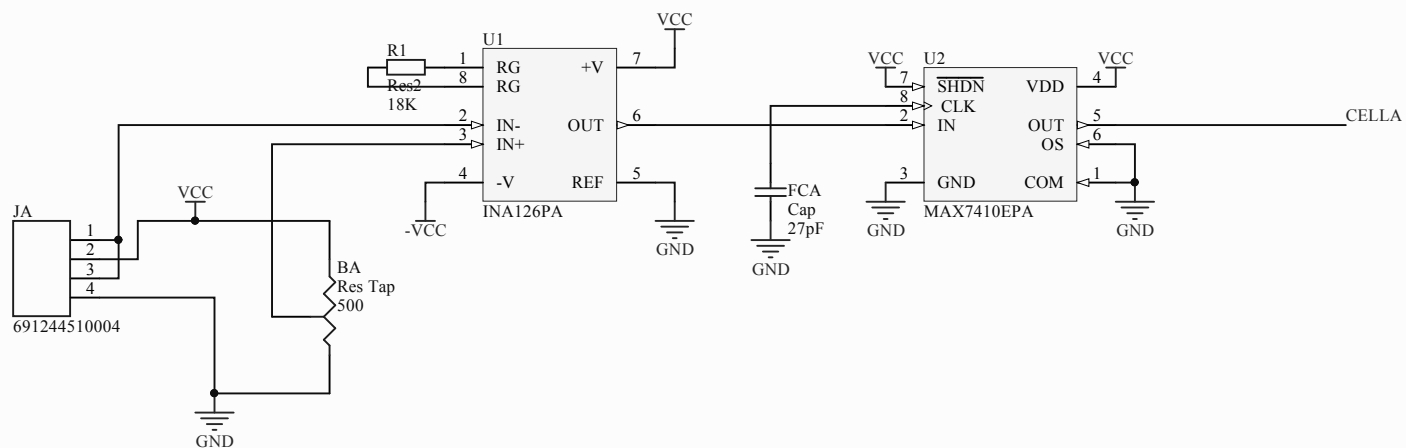 VCC
U1
R1
Res2
18K
1
8
2
3
4
RG
RG
IN-
IN+
-V
+V
OUT
REF
7
6
5
INA126PA
-VCC
GND
VCC
U2
VCC
7
8
2
3
SHDN
CLK
IN
GND
VDD
OUT
OS
COM
4
5
6
1
MAX7410EPA
CELLA
GND
GND
FCA
Cap
27pF
GND
VCC
JA
1
2
3
4
691244510004
BA
Res Tap
500
GND